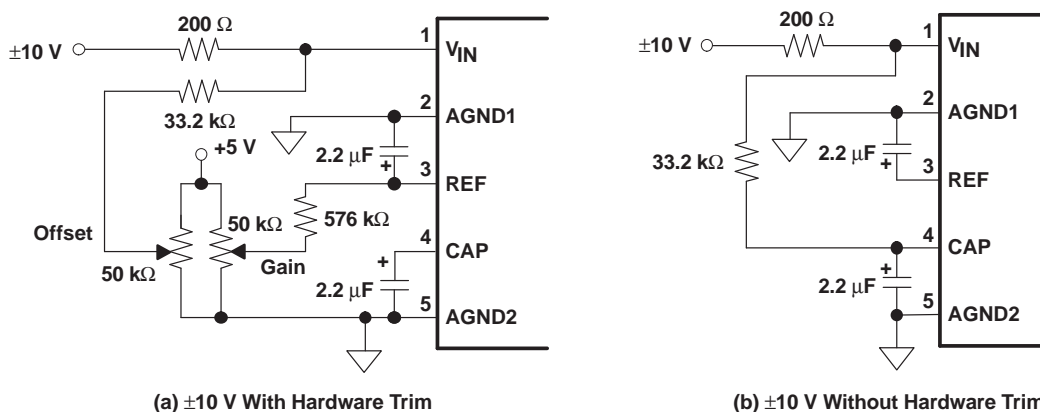 200 Ω
±10 V
1
V_IN
33.2 kΩ
2
AGND1
+5 V
2.2 μF
+
3
REF
576 kΩ
50 kΩ
Offset
50 kΩ
Gain
4
CAP
+
2.2 μF
5
AGND2
(a) ±10 V With Hardware Trim
200 Ω
±10 V
1
V_IN
2
AGND1
33.2 kΩ
2.2 μF
+
3
REF
4
CAP
+
2.2 μF
5
AGND2
(b) ±10 V Without Hardware Trim